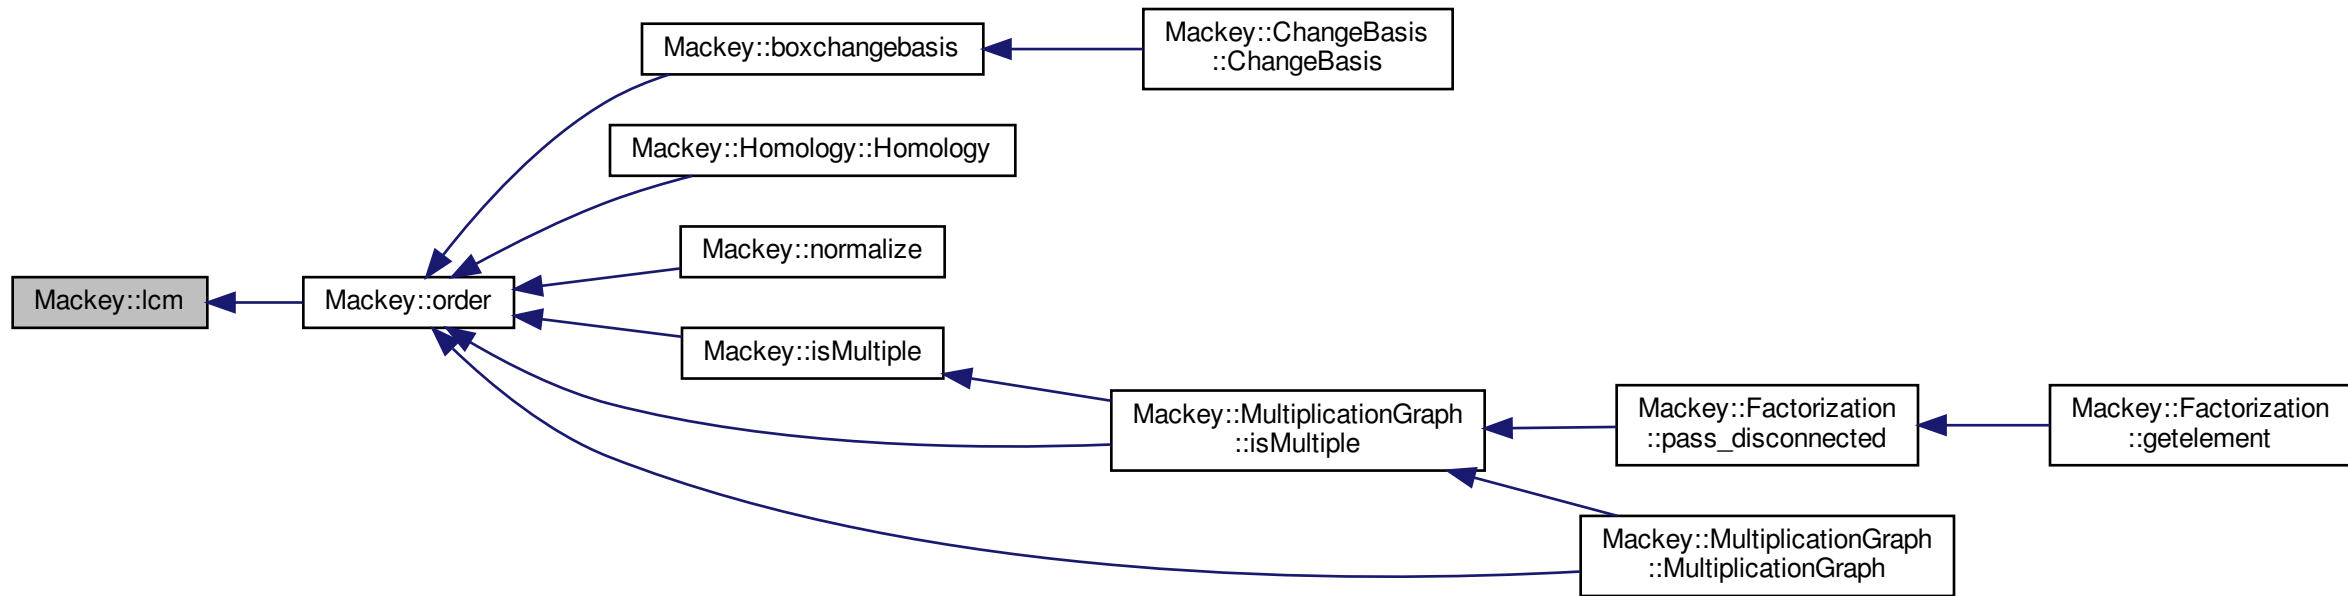 Mackey::boxchangebasis
Mackey::ChangeBasis
::ChangeBasis
Mackey::Homology::Homology
Mackey::normalize
Mackey::lcm
Mackey::order
Mackey::isMultiple
Mackey::MultiplicationGraph
::isMultiple
Mackey::Factorization
::pass_disconnected
Mackey::Factorization
::getelement
Mackey::MultiplicationGraph
::MultiplicationGraph